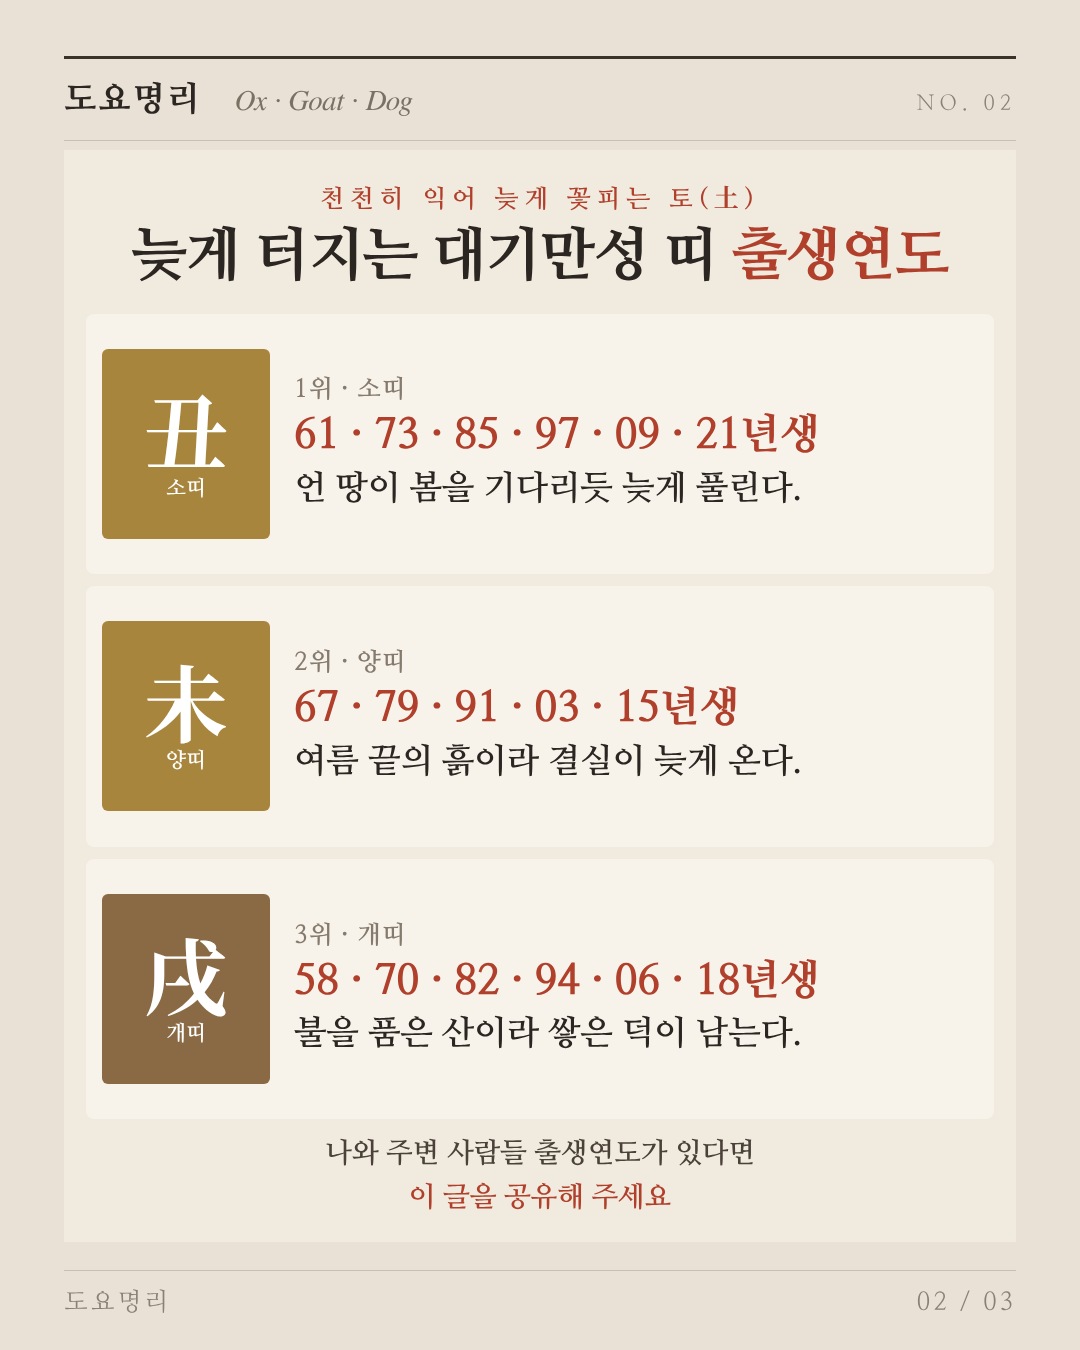 도요명리 Ox · Goat · Dog NO. 02
천천히 익어 늦게 꽃피는 토(土)
늦게 터지는 대기만성 띠 출생연도
丑
소띠
1위 · 소띠
61 · 73 · 85 · 97 · 09 · 21년생
언 땅이 봄을 기다리듯 늦게 풀린다.
未
양띠
2위 · 양띠
67 · 79 · 91 · 03 · 15년생
여름 끝의 흙이라 결실이 늦게 온다.
戌
개띠
3위 · 개띠
58 · 70 · 82 · 94 · 06 · 18년생
불을 품은 산이라 쌓은 덕이 남는다.
나와 주변 사람들 출생연도가 있다면
이 글을 공유해 주세요
도요명리 02 / 03